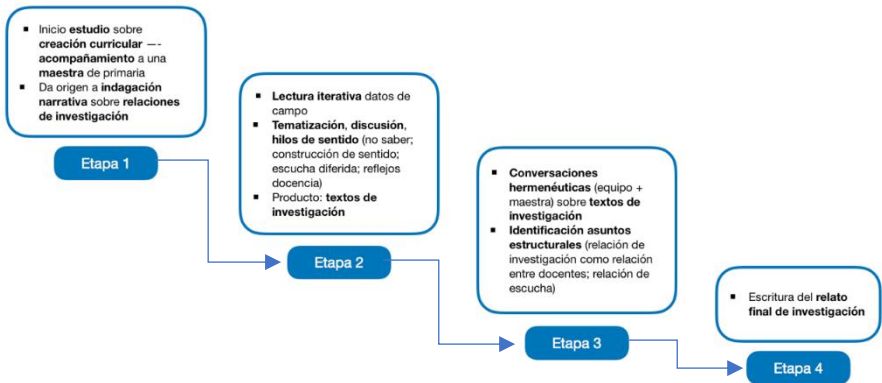 ▪ Inicio estudio sobre
creación curricular —-
acompañamiento a una
maestra de primaria
▪ Da origen a indagación
narrativa sobre relaciones
de investigación
Etapa 1
▪ Lectura iterativa datos de
campo
▪ Tematización, discusión,
hilos de sentido (no saber;
construcción de sentido;
escucha diferida; reflejos
docencia)
▪ Producto: textos de
investigación
Etapa 2
▪ Conversaciones
hermenéuticas (equipo +
maestra) sobre textos de
investigación
▪ Identificación asuntos
estructurales (relación de
investigación como relación
entre docentes; relación de
escucha)
Etapa 3
▪ Escritura del relato
final de investigación
Etapa 4